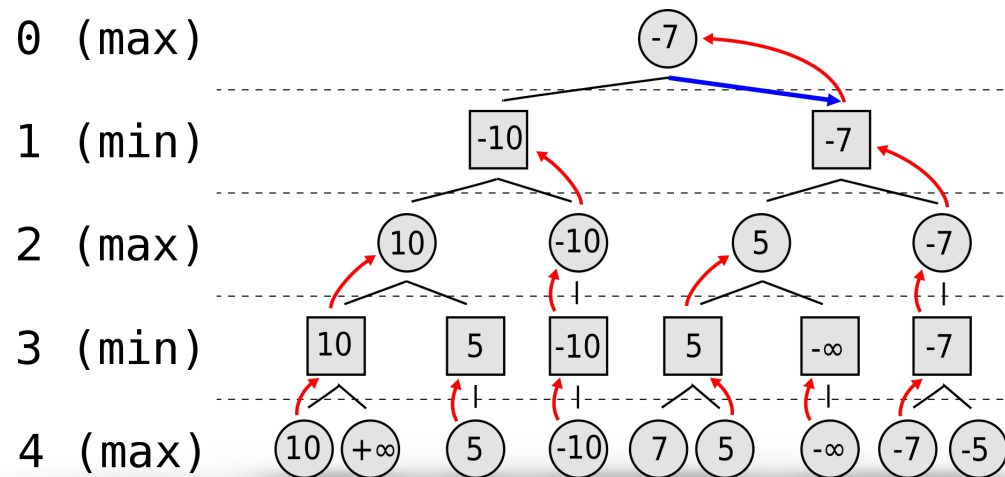 0 (max) -7
1 (min) -10 -7
2 (max) 10 -10 5 -7
3 (min) 10 5 -10 5 -∞ -7
4 (max) 10 +∞ 5 -10 7 5 -∞ -7 -5